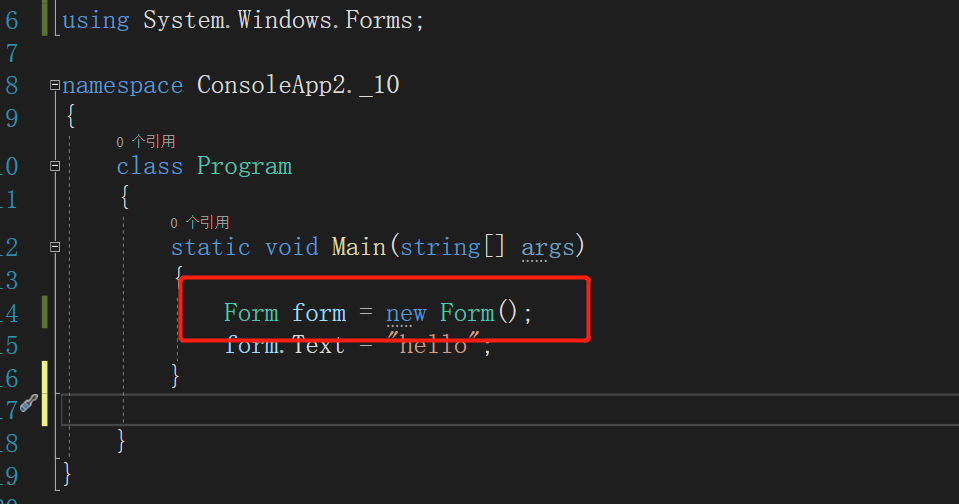 6 using System.Windows.Forms;
7
8 namespace ConsoleApp2._10
9 {
0 个引用
10 class Program
11 {
0 个引用
12 static void Main(string[] args)
13 {
14 Form form = new Form();
15 form.Text = "hello";
16 }
17
18 }
19 }
20